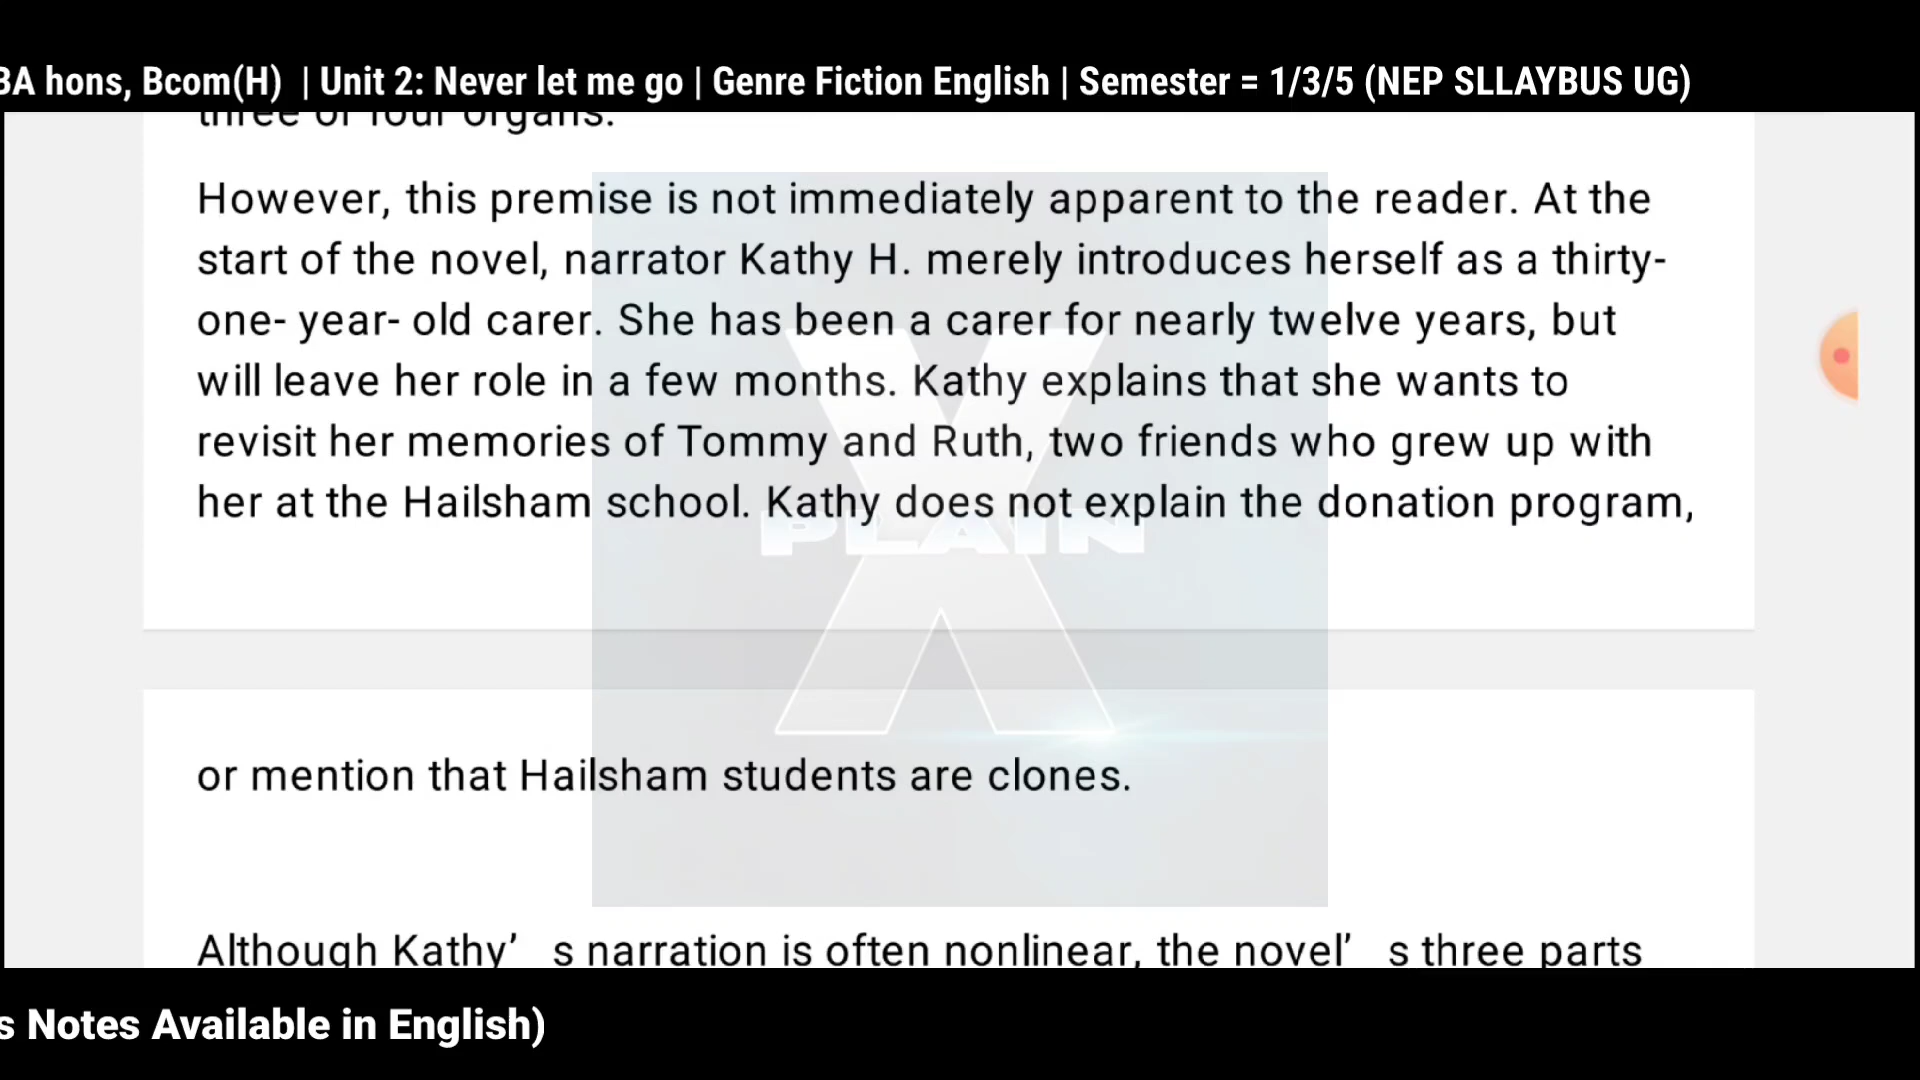 BA hons, Bcom(H) | Unit 2: Never let me go | Genre Fiction English | Semester = 1/3/5 (NEP SLLAYBUS UG)
three or four organs.
However, this premise is not immediately apparent to the reader. At the
start of the novel, narrator Kathy H. merely introduces herself as a thirty-
one- year- old carer. She has been a carer for nearly twelve years, but
will leave her role in a few months. Kathy explains that she wants to
revisit her memories of Tommy and Ruth, two friends who grew up with
her at the Hailsham school. Kathy does not explain the donation program,
X
PLAIN
or mention that Hailsham students are clones.
Although Kathy’ s narration is often nonlinear, the novel’ s three parts
s Notes Available in English)